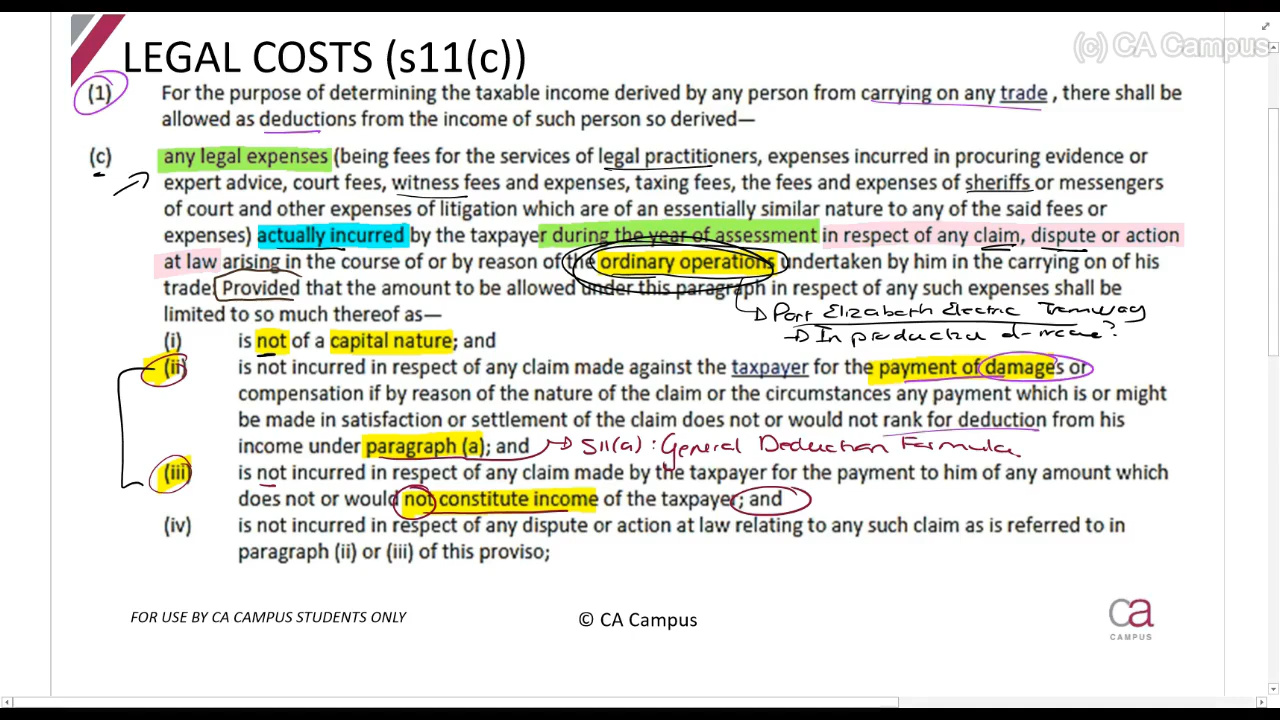 (c) CA Campus
LEGAL COSTS (s11(c))
(1) For the purpose of determining the taxable income derived by any person from carrying on any trade , there shall be
allowed as deductions from the income of such person so derived—
(c) any legal expenses (being fees for the services of legal practitioners, expenses incurred in procuring evidence or
expert advice, court fees, witness fees and expenses, taxing fees, the fees and expenses of sheriffs or messengers
of court and other expenses of litigation which are of an essentially similar nature to any of the said fees or
expenses) actually incurred by the taxpayer during the year of assessment in respect of any claim, dispute or action
at law arising in the course of or by reason of the ordinary operations undertaken by him in the carrying on of his
trade: Provided that the amount to be allowed under this paragraph in respect of any such expenses shall be
limited to so much thereof as—
Port Elizabeth Electric Tramway
In production of
(i) is not of a capital nature; and
(ii) is not incurred in respect of any claim made against the taxpayer for the payment of damages or
compensation if by reason of the nature of the claim or the circumstances any payment which is or might
be made in satisfaction or settlement of the claim does not or would not rank for deduction from his
income under paragraph (a); and → S11(a) : General Deduction Formula
(iii) is not incurred in respect of any claim made by the taxpayer for the payment to him of any amount which
does not or would not constitute income of the taxpayer; and
(iv) is not incurred in respect of any dispute or action at law relating to any such claim as is referred to in
paragraph (ii) or (iii) of this proviso;
FOR USE BY CA CAMPUS STUDENTS ONLY
© CA Campus
ca
CAMPUS